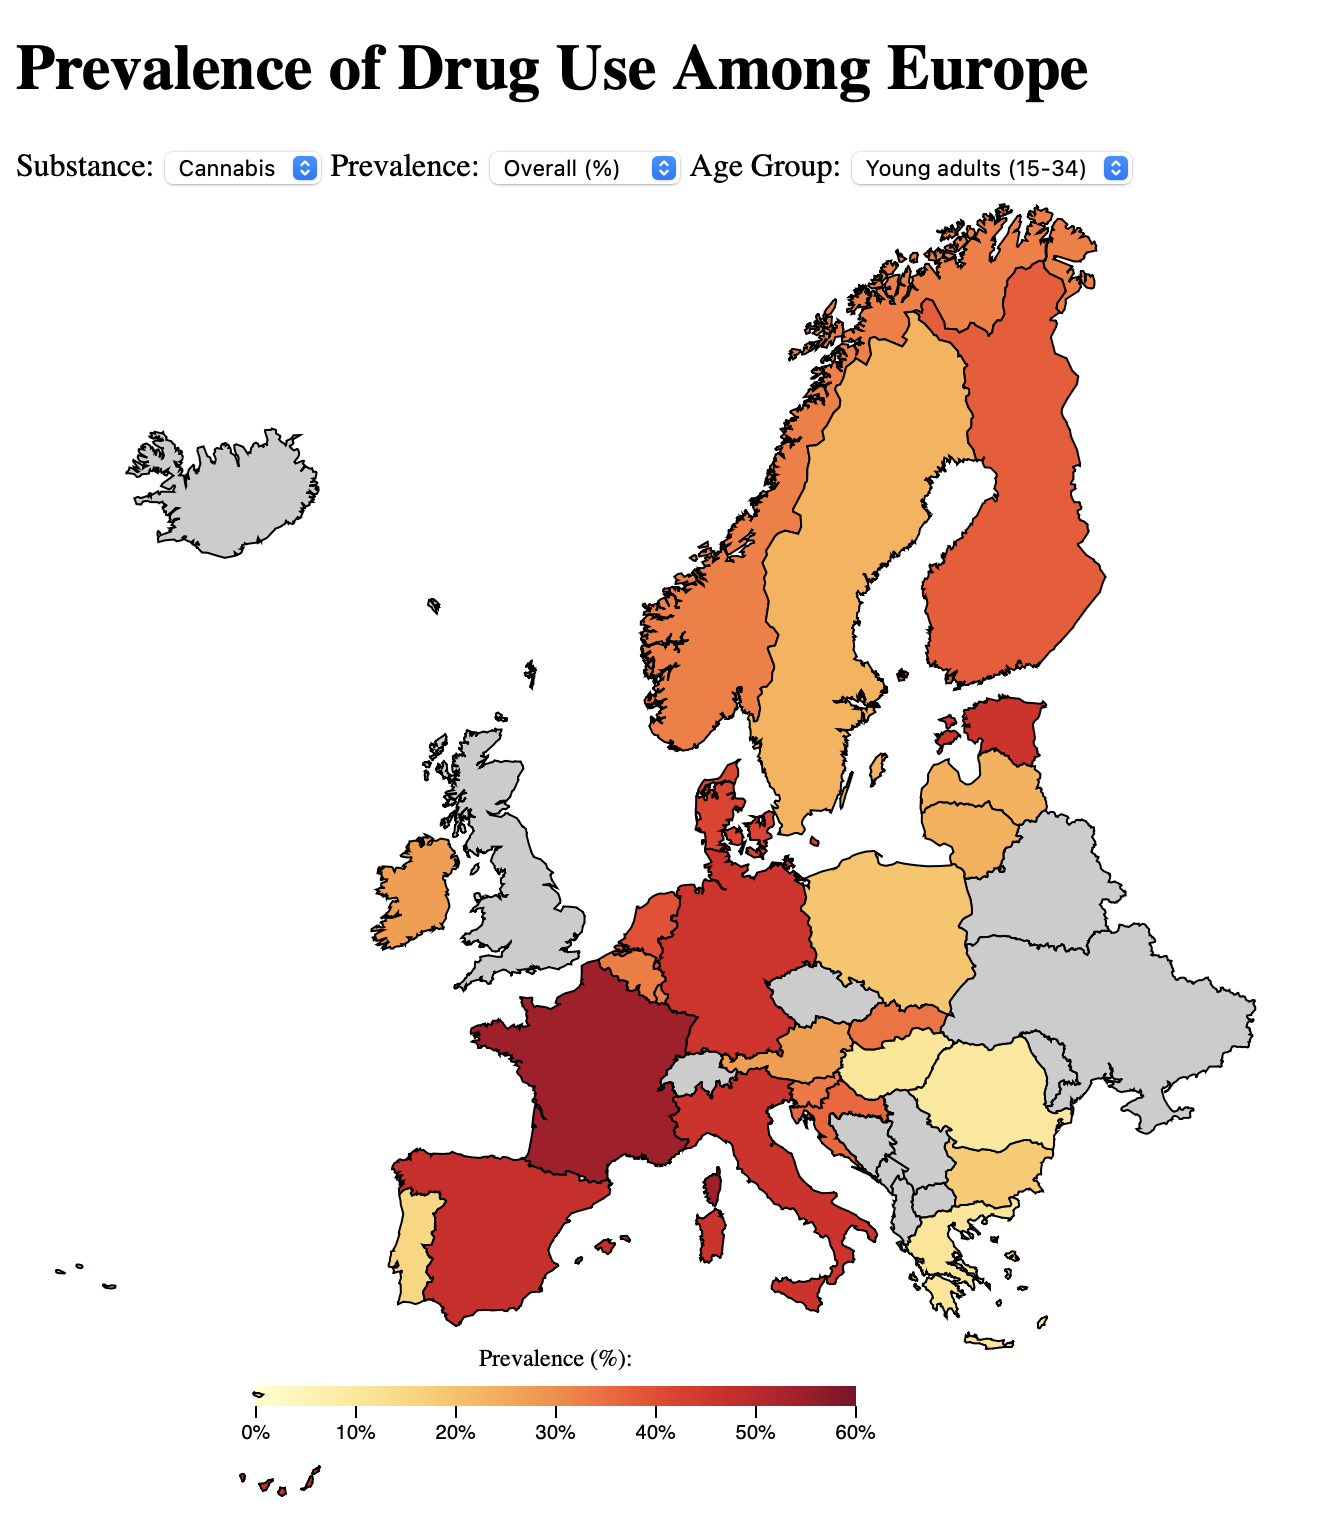 Prevalence of Drug Use Among Europe
Substance: Cannabis Prevalence: Overall (%) Age Group: Young adults (15-34)
Prevalence (%):
0% 10% 20% 30% 40% 50% 60%